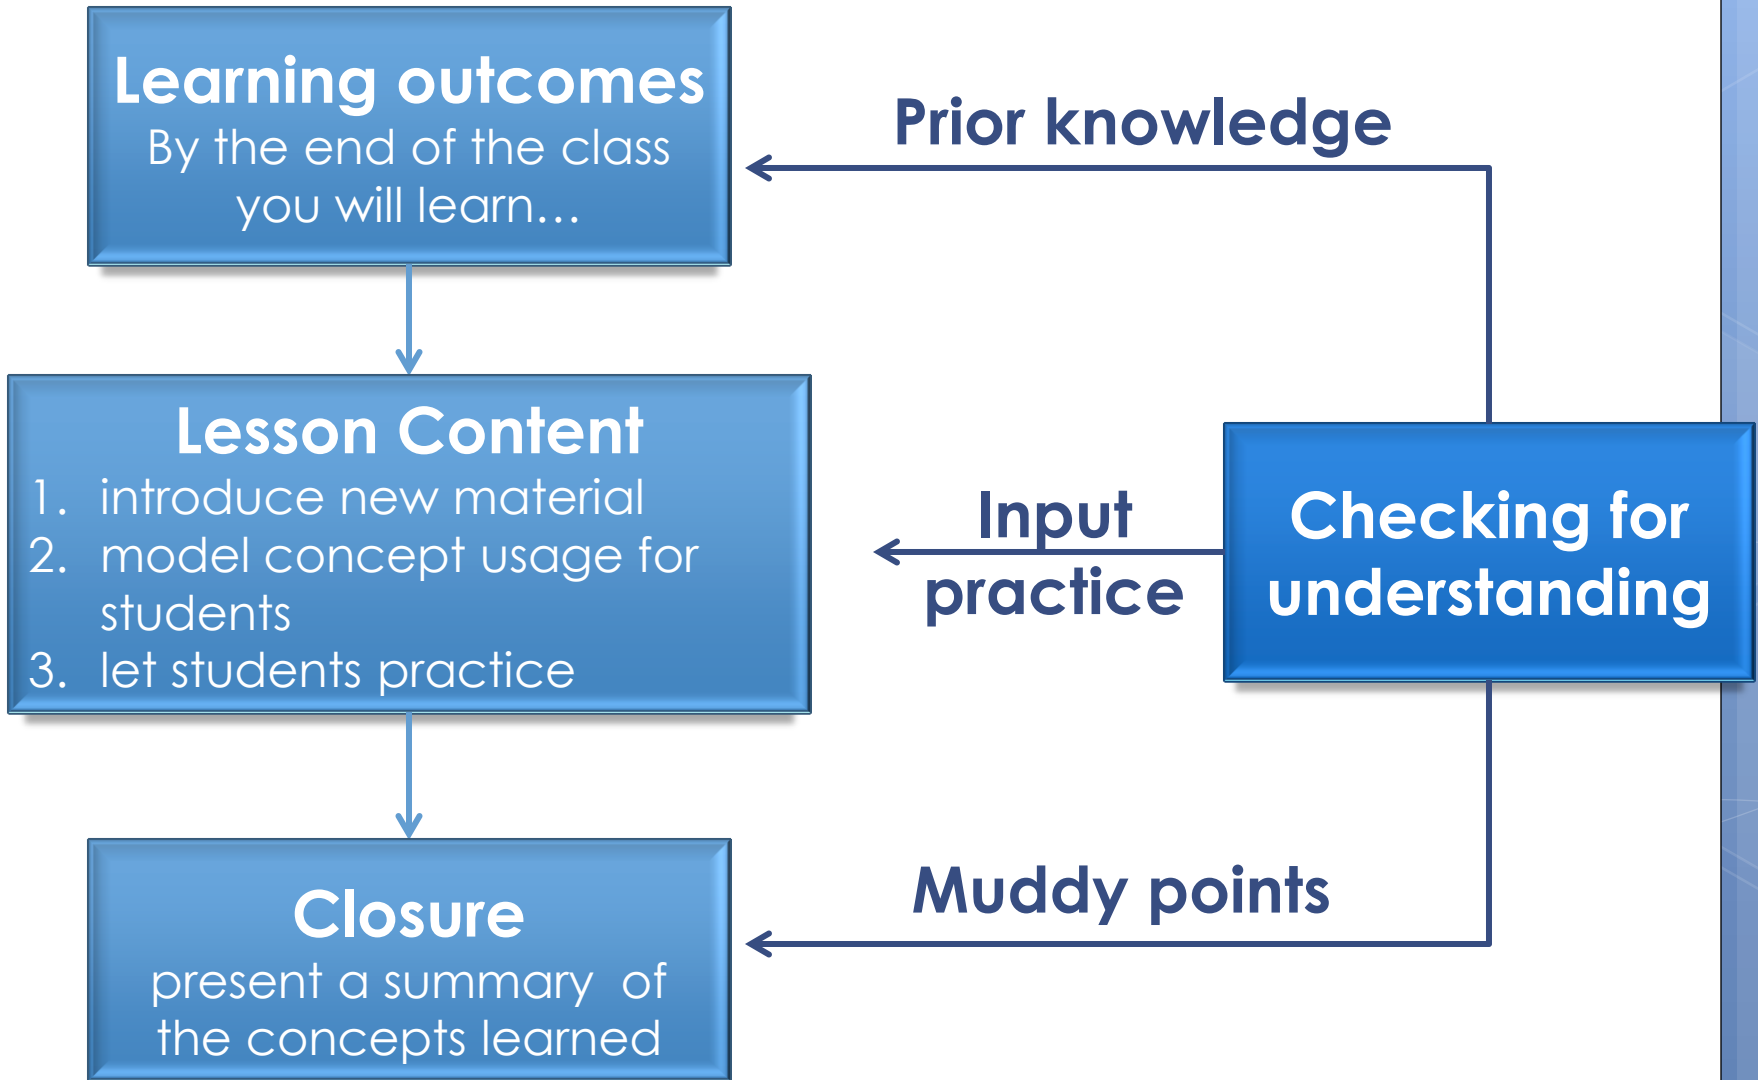 Learning outcomes
By the end of the class
you will learn…
Prior knowledge
Lesson Content
1. introduce new material
2. model concept usage for
students
3. let students practice
Input
practice
Checking for
understanding
Muddy points
Closure
present a summary  of
the concepts learned